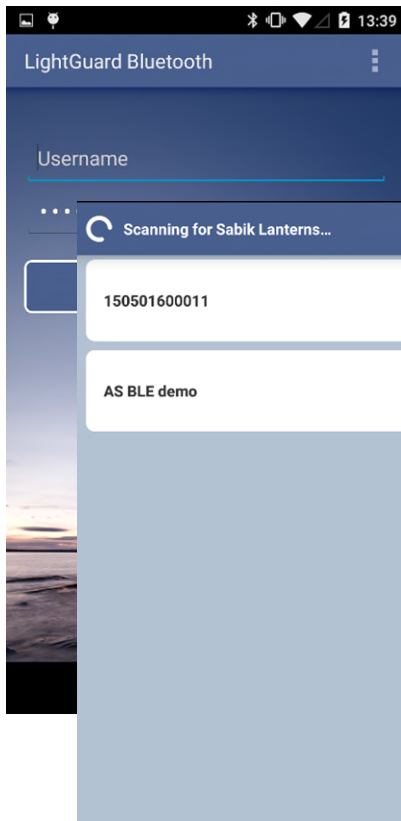 13:39
LightGuard Bluetooth
Username
Scanning for Sabik Lanterns...
150501600011
AS BLE demo